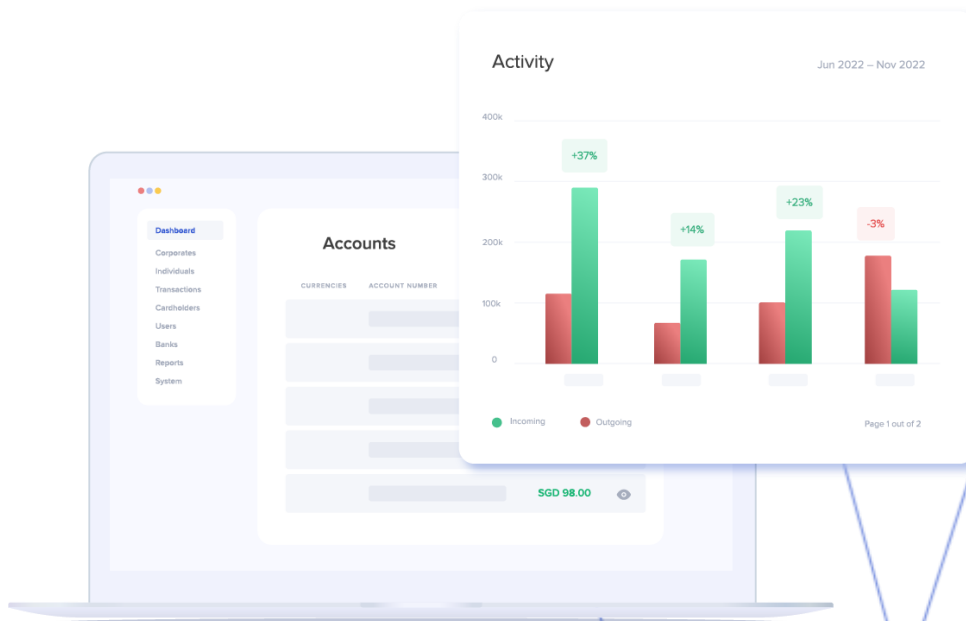 Activity
Jun 2022 – Nov 2022
400k
300k
200k
100k
0
+37%
+14%
+23%
-3%
Incoming
Outgoing
Page 1 out of 2
Dashboard
Corporates
Individuals
Transactions
Cardholders
Users
Banks
Reports
System
Accounts
CURRENCIES ACCOUNT NUMBER
SGD 98.00